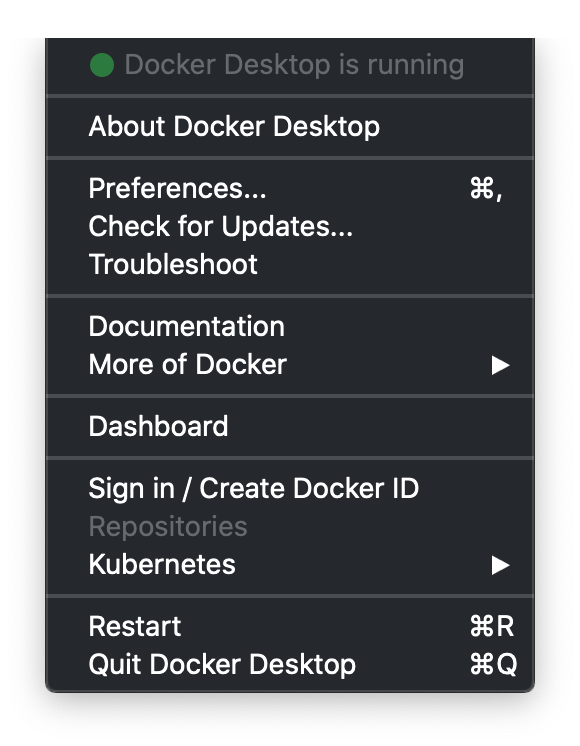 Docker Desktop is running
About Docker Desktop
Preferences... ⌘,
Check for Updates...
Troubleshoot
Documentation
More of Docker
Dashboard
Sign in / Create Docker ID
Repositories
Kubernetes
Restart ⌘R
Quit Docker Desktop ⌘Q